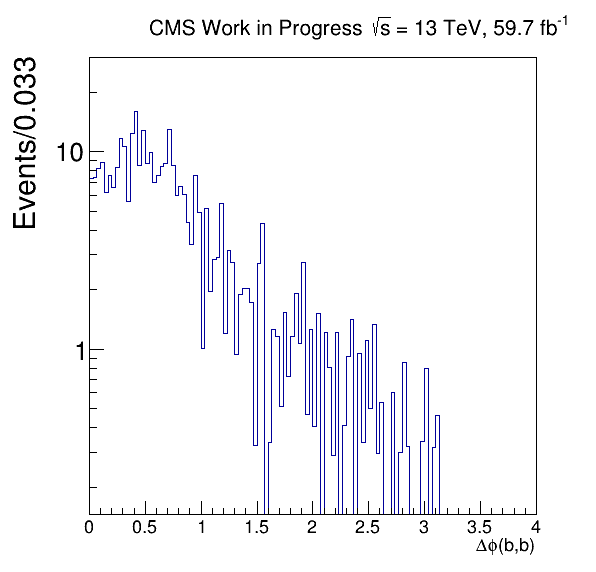 CMS Work in Progress √s = 13 TeV, 59.7 fb⁻¹
Events/0.033
10
1
0 0.5 1 1.5 2 2.5 3 3.5 4
Δϕ(b,b)